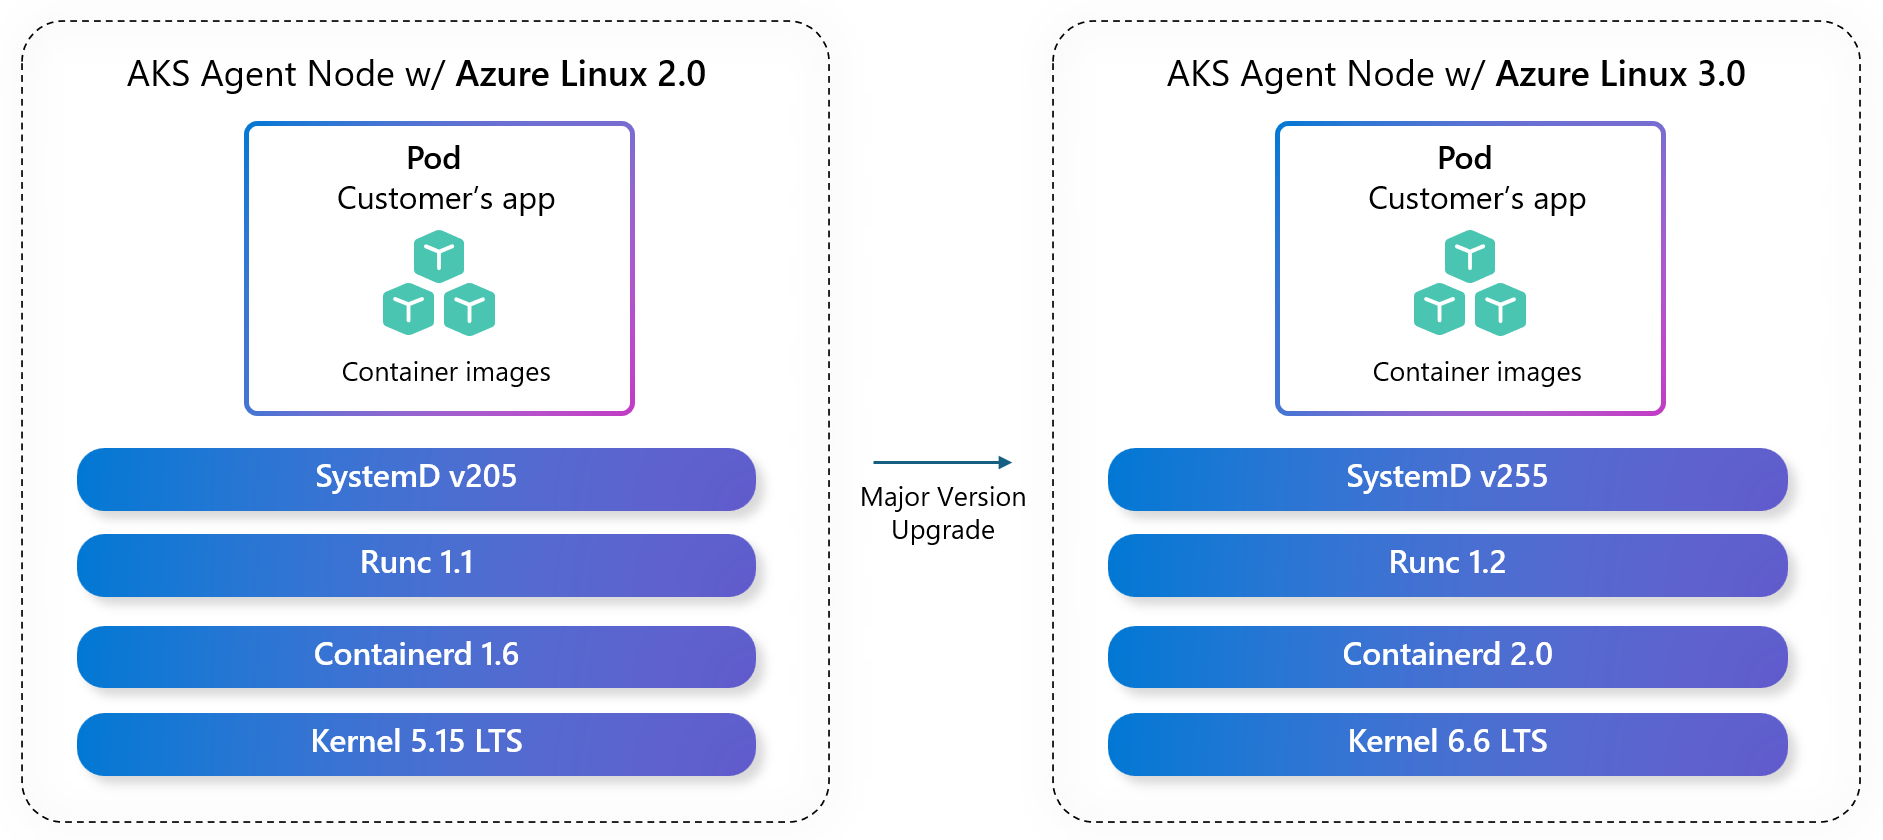 AKS Agent Node w/ Azure Linux 2.0
Pod
Customer’s app
Container images
SystemD v205
Runc 1.1
Containerd 1.6
Kernel 5.15 LTS
Major Version
Upgrade
AKS Agent Node w/ Azure Linux 3.0
Pod
Customer’s app
Container images
SystemD v255
Runc 1.2
Containerd 2.0
Kernel 6.6 LTS